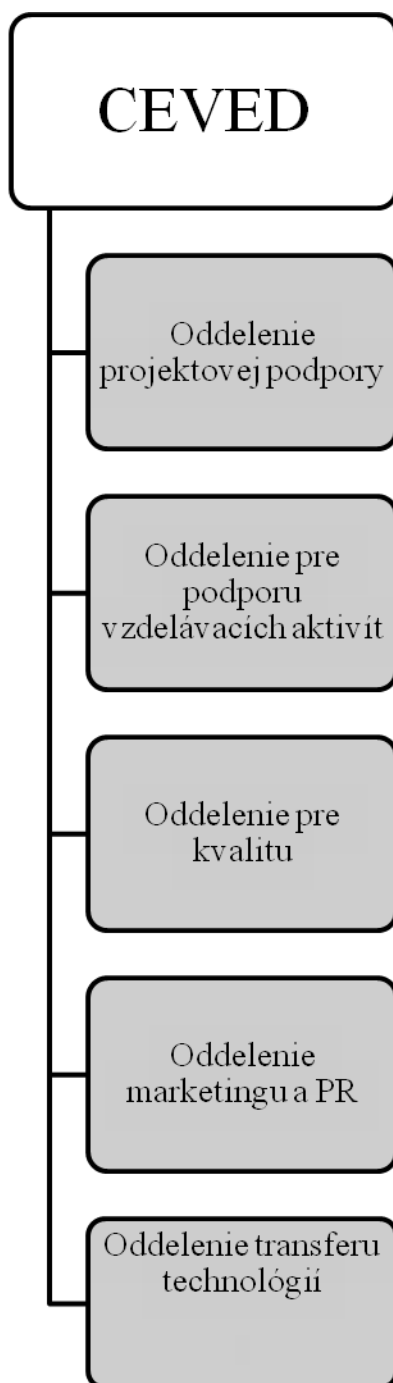 CEVED
Oddelenie
projektovej podpory
Oddelenie pre
podporu
vzdelávacích aktivít
Oddelenie pre
kvalitu
Oddelenie
marketingu a PR
Oddelenie transferu
technológií